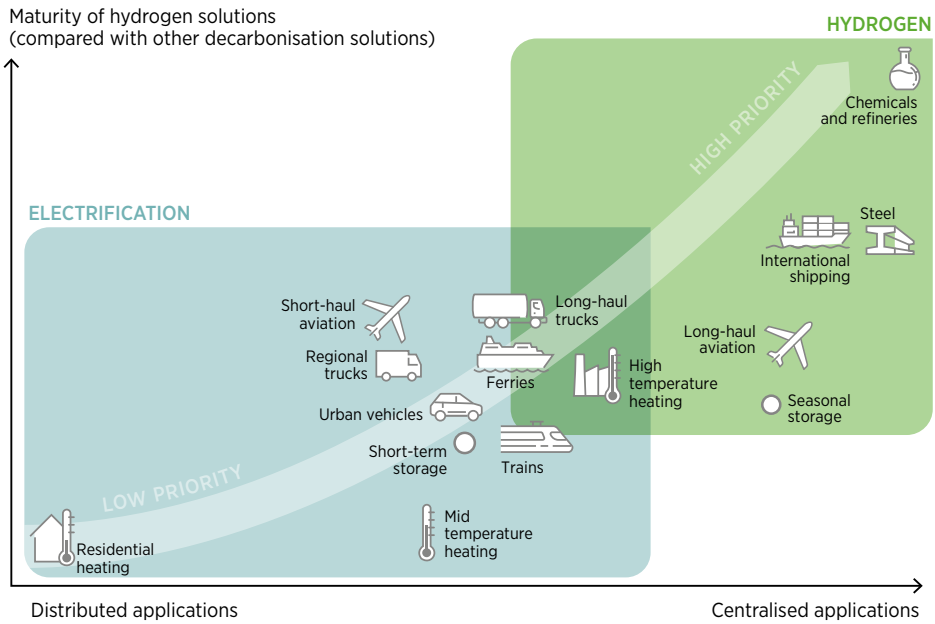 Maturity of hydrogen solutions
(compared with other decarbonisation solutions)
HYDROGEN
HIGH PRIORITY
Chemicals
and refineries
ELECTRIFICATION
Steel
International
shipping
Short-haul
aviation
Long-haul
trucks
Long-haul
aviation
Regional
trucks
Ferries
High
temperature
heating
Urban vehicles
Seasonal
storage
Short-term
storage
Trains
LOW PRIORITY
Mid
temperature
heating
Residential
heating
Distributed applications
Centralised applications